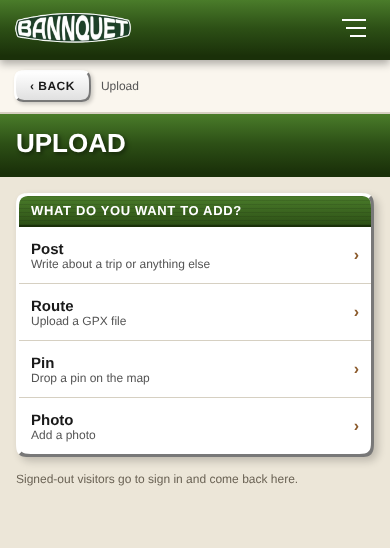 BANNQUET
‹ BACK
Upload
UPLOAD
WHAT DO YOU WANT TO ADD?
Post
Write about a trip or anything else
›
Route
Upload a GPX file
›
Pin
Drop a pin on the map
›
Photo
Add a photo
›
Signed-out visitors go to sign in and come back here.